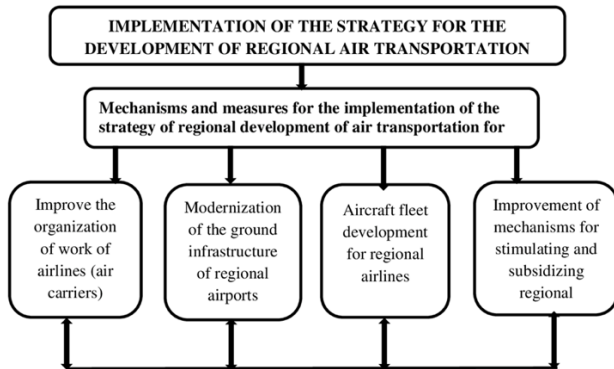 IMPLEMENTATION OF THE STRATEGY FOR THE
DEVELOPMENT OF REGIONAL AIR TRANSPORTATION
Mechanisms and measures for the implementation of the
strategy of regional development of air transportation for
Improve the
organization
of work of
airlines (air
carriers)
Modernization
of the ground
infrastructure
of regional
airports
Aircraft fleet
development
for regional
airlines
Improvement of
mechanisms for
stimulating and
subsidizing
regional